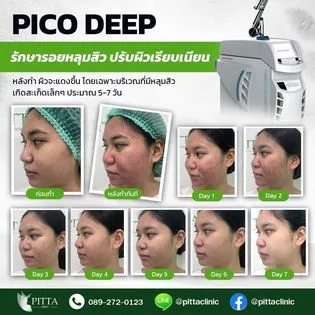 PICO DEEP
รักษารอยหลุมสิว ปรับผิวเรียบเนียน
หลังทำ ผิวจะแดงขึ้น โดยเฉพาะบริเวณที่มีหลุมสิว
เกิดสะเก็ดเล็กๆ ประมาณ 5-7 วัน
ก่อนทำ
หลังทำทันที
Day 1
Day 2
Day 3
Day 4
Day 5
Day 6
Day 7
PITTA
089-272-0123
@pittaclinic
@pittaclinic